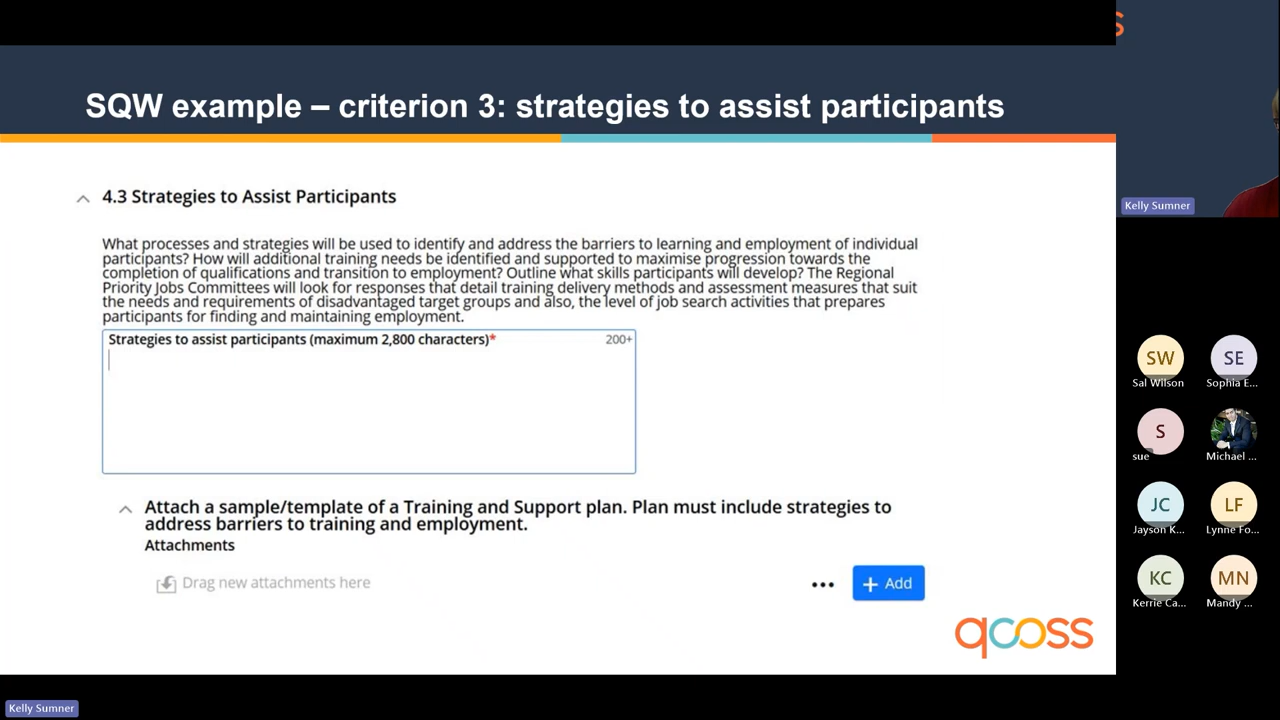 SQW example – criterion 3: strategies to assist participants
4.3 Strategies to Assist Participants
What processes and strategies will be used to identify and address the barriers to learning and employment of individual
participants? How will additional training needs be identified and supported to maximise progression towards the
completion of qualifications and transition to employment? Outline what skills participants will develop? The Regional
Priority Jobs Committees will look for responses that detail training delivery methods and assessment measures that suit
the needs and requirements of disadvantaged target groups and also, the level of job search activities that prepares
participants for finding and maintaining employment.
Strategies to assist participants (maximum 2,800 characters)*
200+
Attach a sample/template of a Training and Support plan. Plan must include strategies to
address barriers to training and employment.
Attachments
Drag new attachments here
••• + Add
qcoss
Kelly Sumner
s
Kelly Sumner
SW SE
Sal Wilson Sophia E...
S
sue Michael ...
JC LF
Jayson K... Lynne Fo...
KC MN
Kerrie Ca... Mandy ...